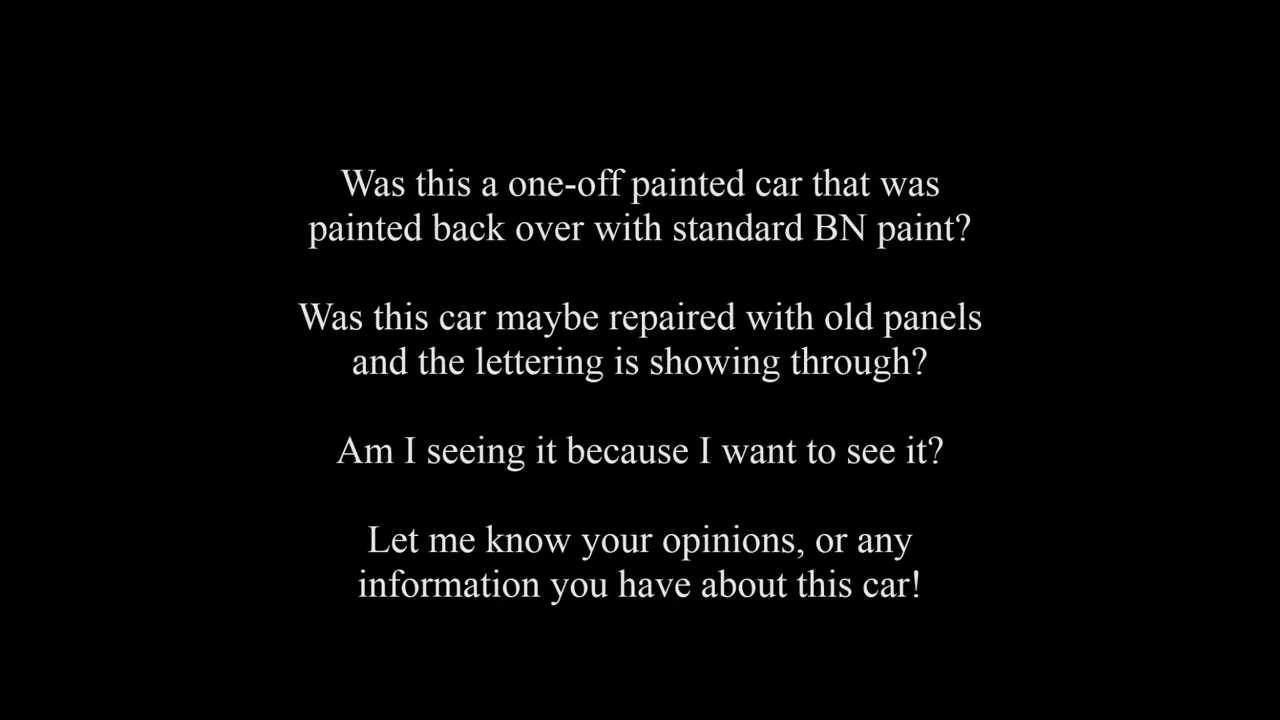 Was this a one-off painted car that was
painted back over with standard BN paint?
Was this car maybe repaired with old panels
and the lettering is showing through?
Am I seeing it because I want to see it?
Let me know your opinions, or any
information you have about this car!